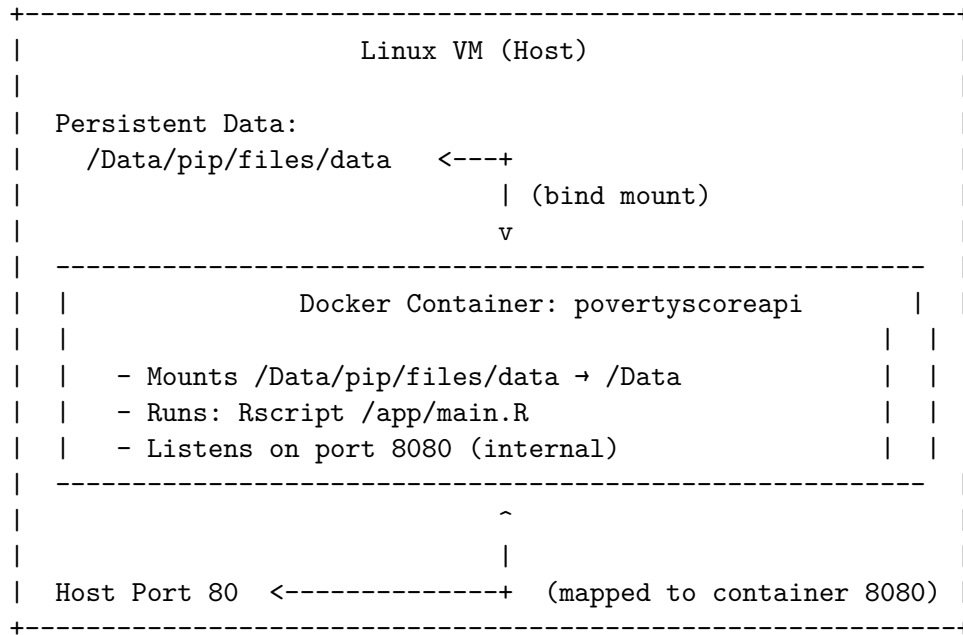 +-------------------------------------------------------------+
|                      Linux VM (Host)                        |
|                                                             |
|  Persistent Data:                                           |
|    /Data/pip/files/data   <---+                             |
|                               | (bind mount)                |
|                               v                             |
|  ---------------------------------------------------------  |
|  |               Docker Container: povertyscoreapi       |  |
|  |                                                     |  |
|  |   - Mounts /Data/pip/files/data → /Data             |  |
|  |   - Runs: Rscript /app/main.R                       |  |
|  |   - Listens on port 8080 (internal)                 |  |
|  ---------------------------------------------------------  |
|                               ^                             |
|                               |                             |
|  Host Port 80  <--------------+  (mapped to container 8080) |
+-------------------------------------------------------------+